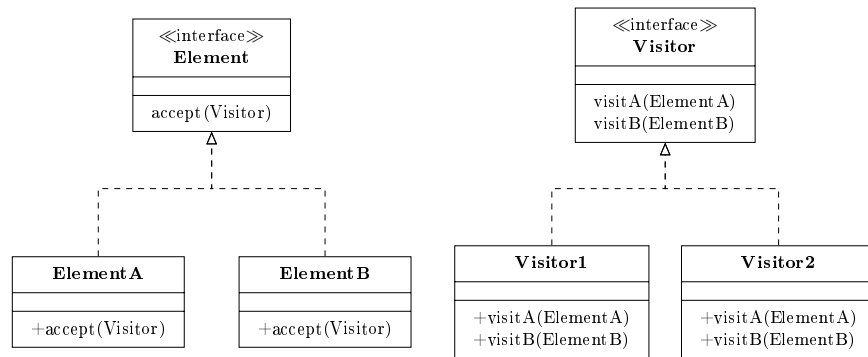 ≪interface≫
Element
accept(Visitor)
≪interface≫
Visitor
visitA(ElementA)
visitB(ElementB)
ElementA
+accept(Visitor)
ElementB
+accept(Visitor)
Visitor1
+visitA(ElementA)
+visitB(ElementB)
Visitor2
+visitA(ElementA)
+visitB(ElementB)